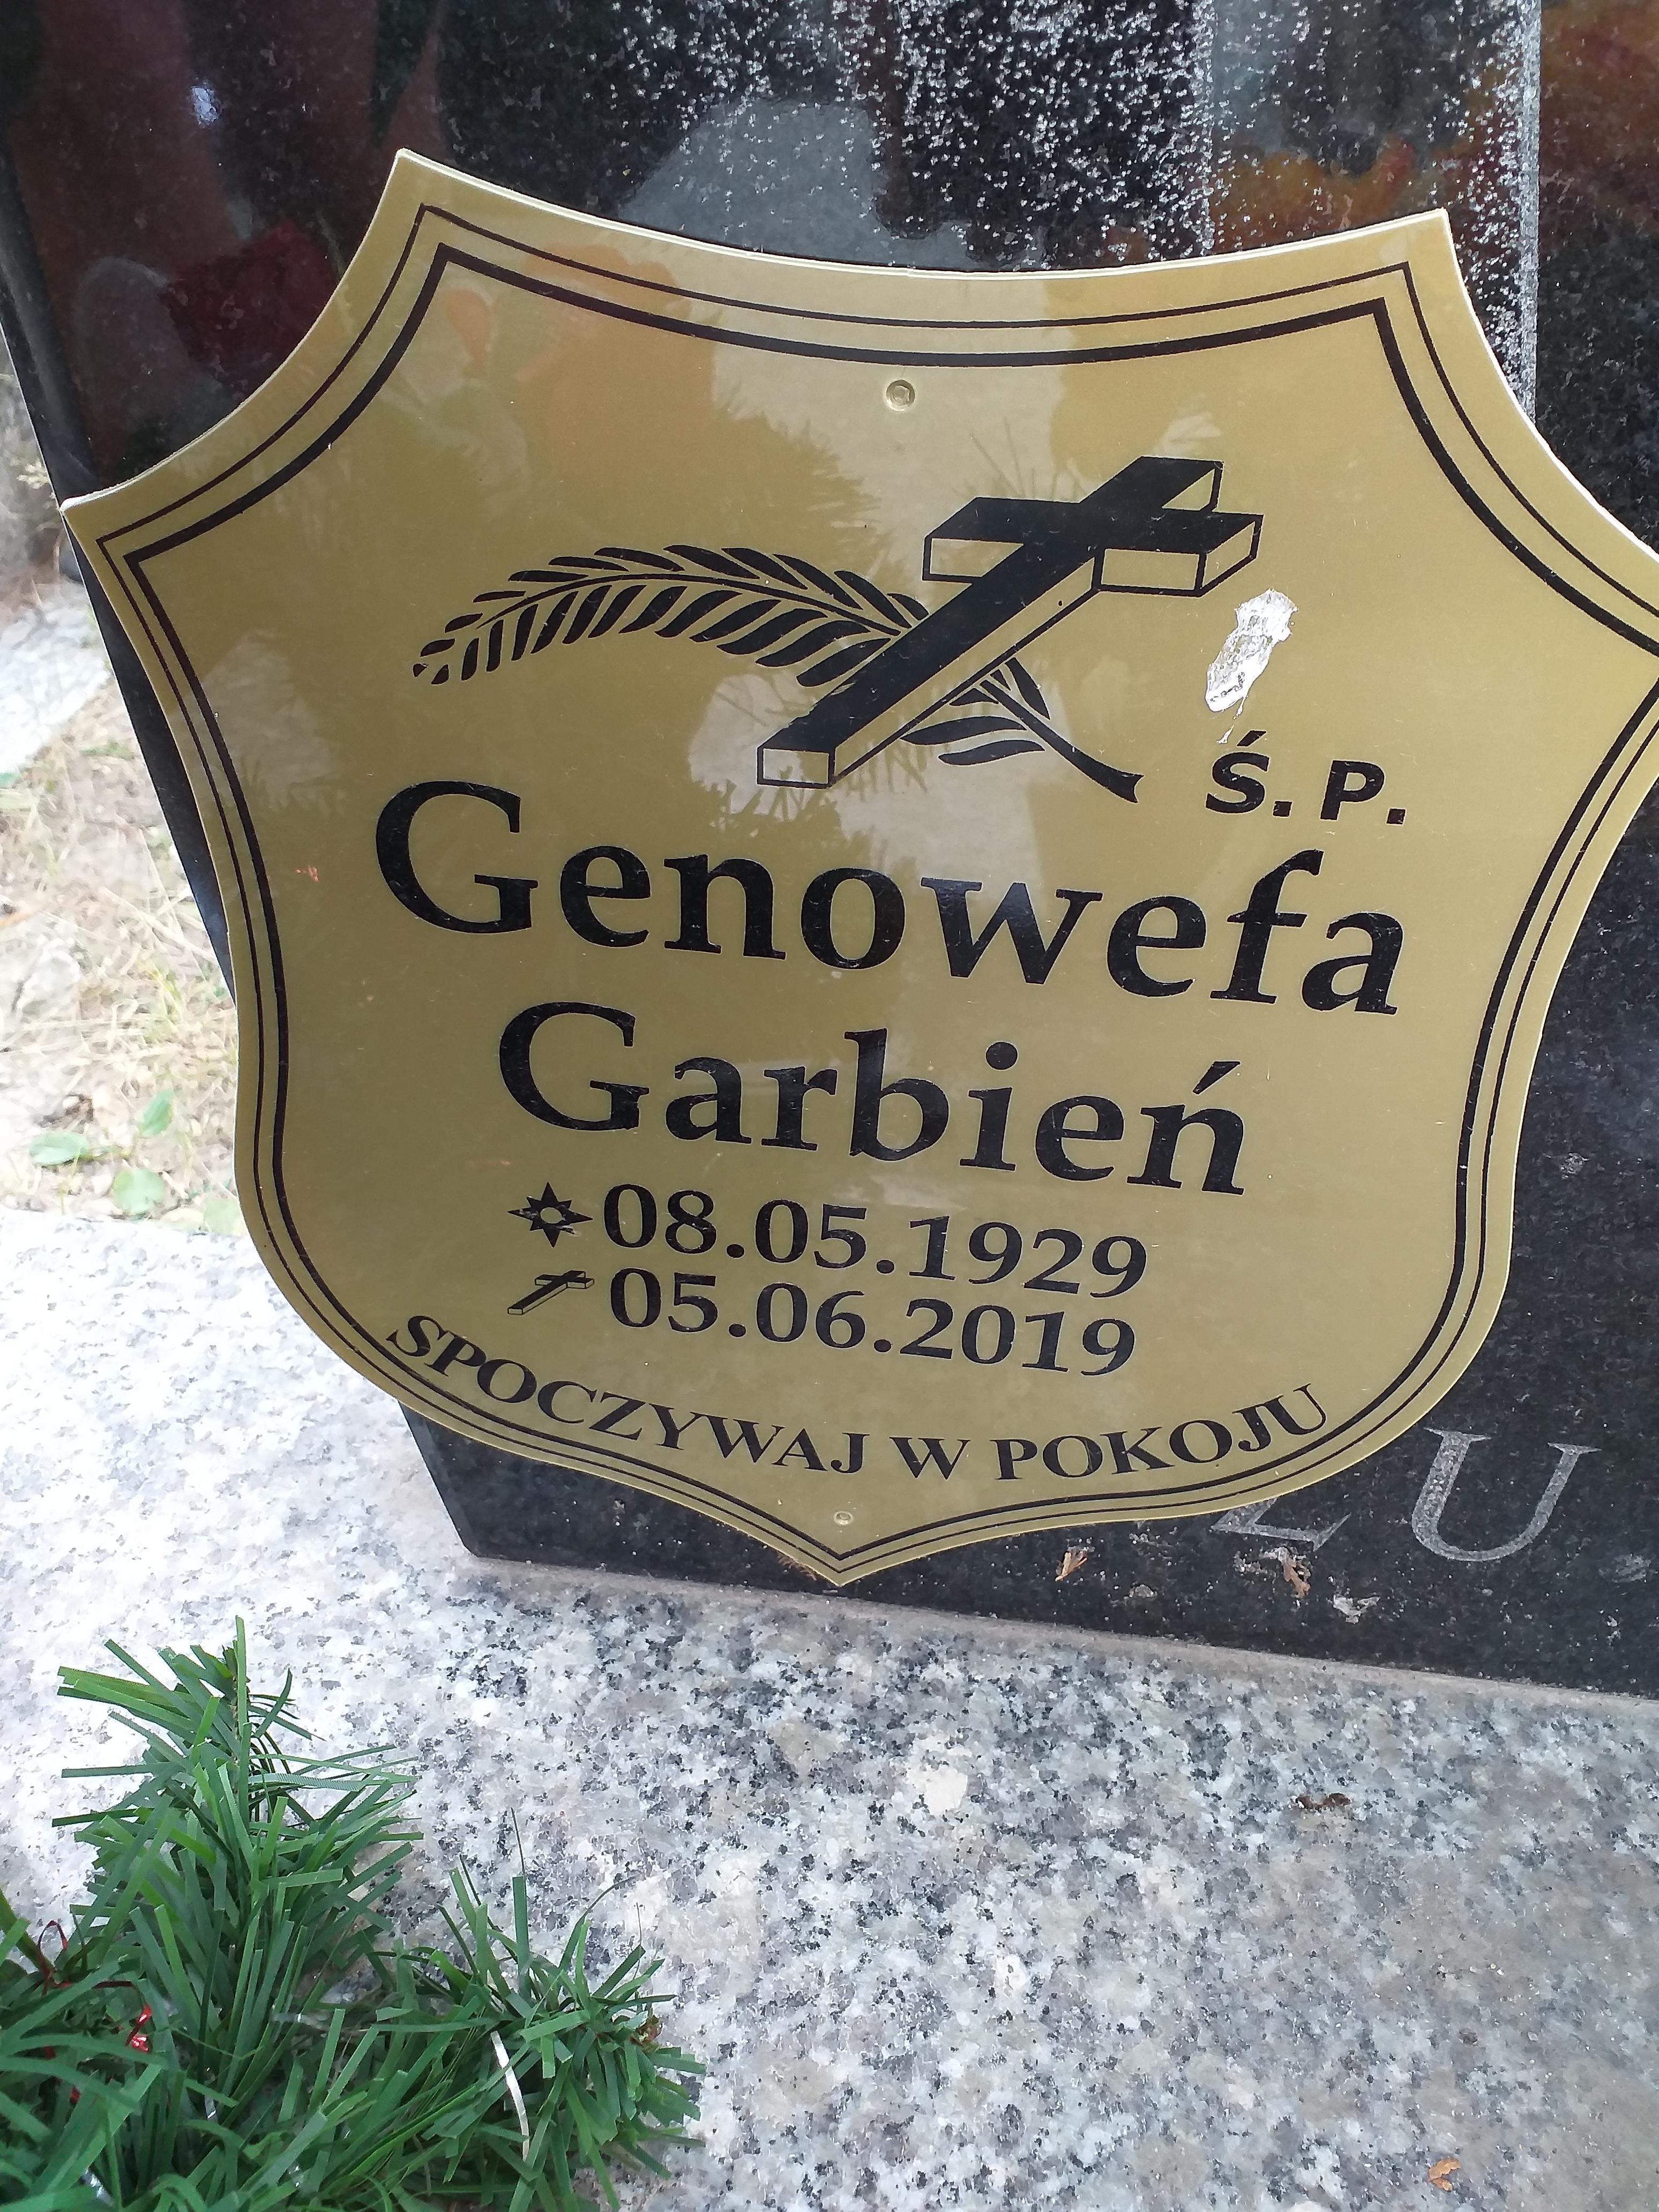 Ś.P.
Genowefa
Garbień
08.05.1929
05.06.2019
SPOCZYWAJ W POKOJU